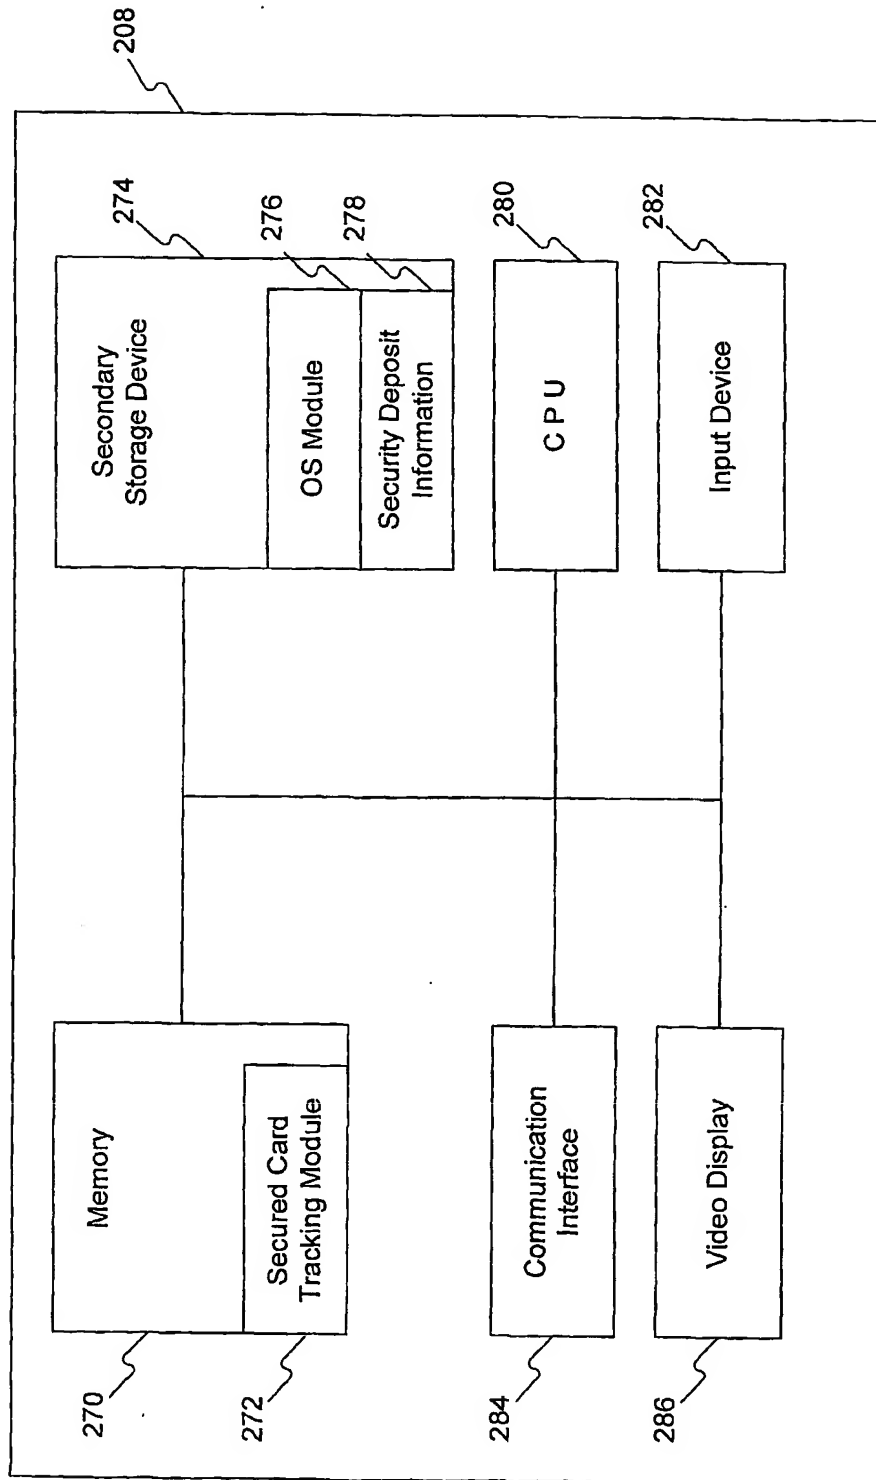 208
Memory
270
Secured Card
Tracking Module
272
Secondary
Storage Device
274
OS Module
276
Security Deposit
Information
278
Communication
Interface
284
C P U
280
Video Display
286
Input Device
282